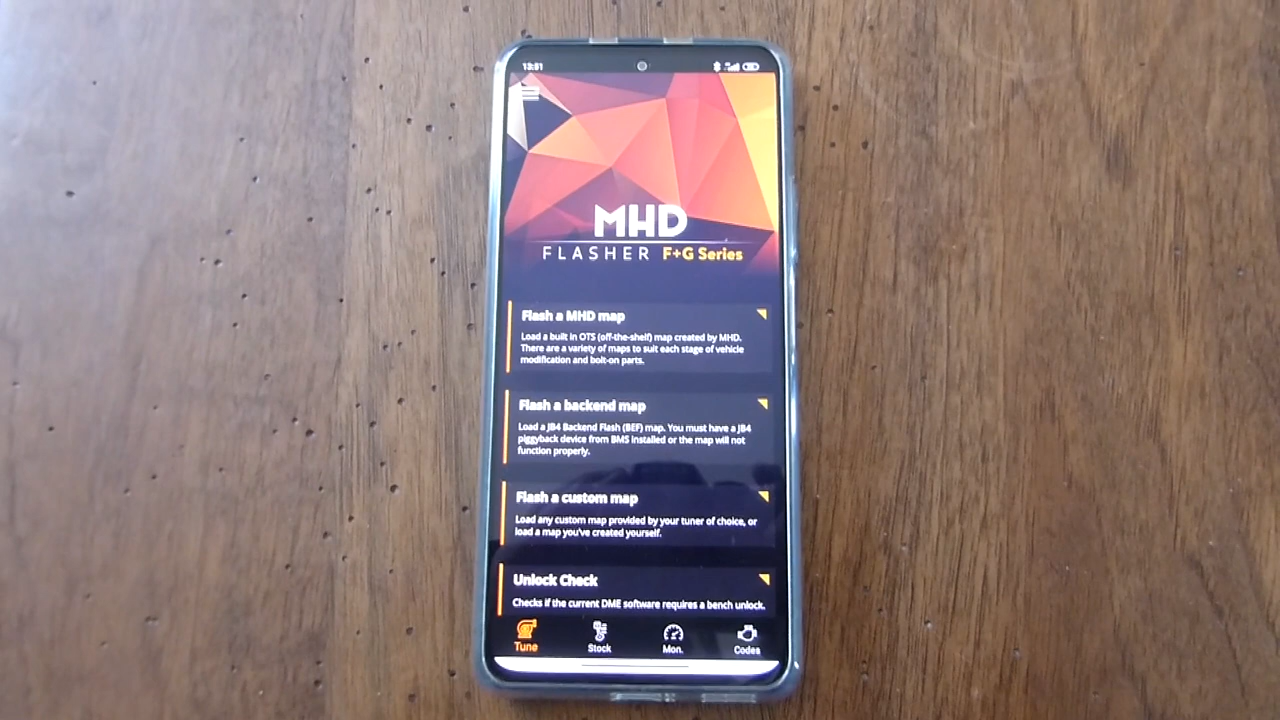 13:51
MHD
FLASHER F+G Series
Flash a MHD map
Load a built in OTS (off-the-shelf) map created by MHD.
There are a variety of maps to suit each stage of vehicle
modification and bolt-on parts.
Flash a backend map
Load a JB4 Backend Flash (BEF) map. You must have a JB4
piggyback device from BMS installed or the map will not
function properly.
Flash a custom map
Load any custom map provided by your tuner of choice, or
load a map you've created yourself.
Unlock Check
Checks if the current DME software requires a bench unlock.
Tune Stock Mon. Codes